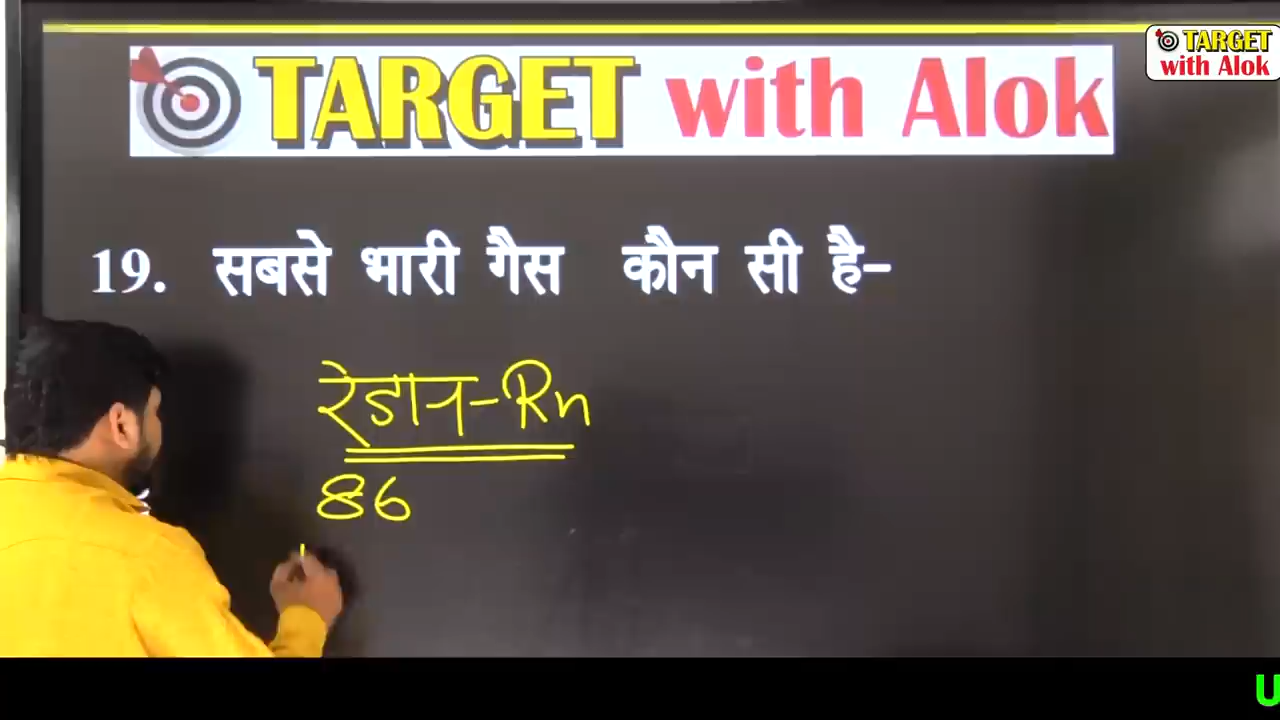 TARGET with Alok
TARGET
with Alok
19. सबसे भारी गैस कौन सी है-
रेडान-Rn
86
U